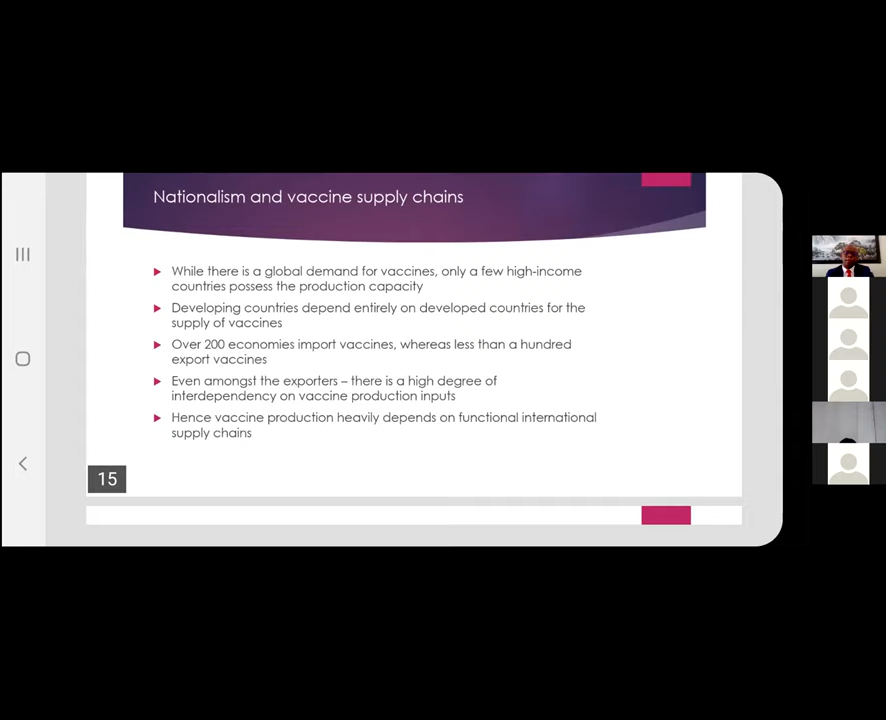 Nationalism and vaccine supply chains
While there is a global demand for vaccines, only a few high-income
countries possess the production capacity
Developing countries depend entirely on developed countries for the
supply of vaccines
Over 200 economies import vaccines, whereas less than a hundred
export vaccines
Even amongst the exporters – there is a high degree of
interdependency on vaccine production inputs
Hence vaccine production heavily depends on functional international
supply chains
15